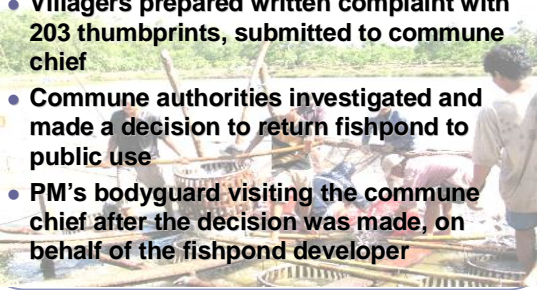 • Villagers prepared written complaint with
203 thumbprints, submitted to commune
chief
• Commune authorities investigated and
made a decision to return fishpond to
public use
• PM's bodyguard visiting the commune
chief after the decision was made, on
behalf of the fishpond developer